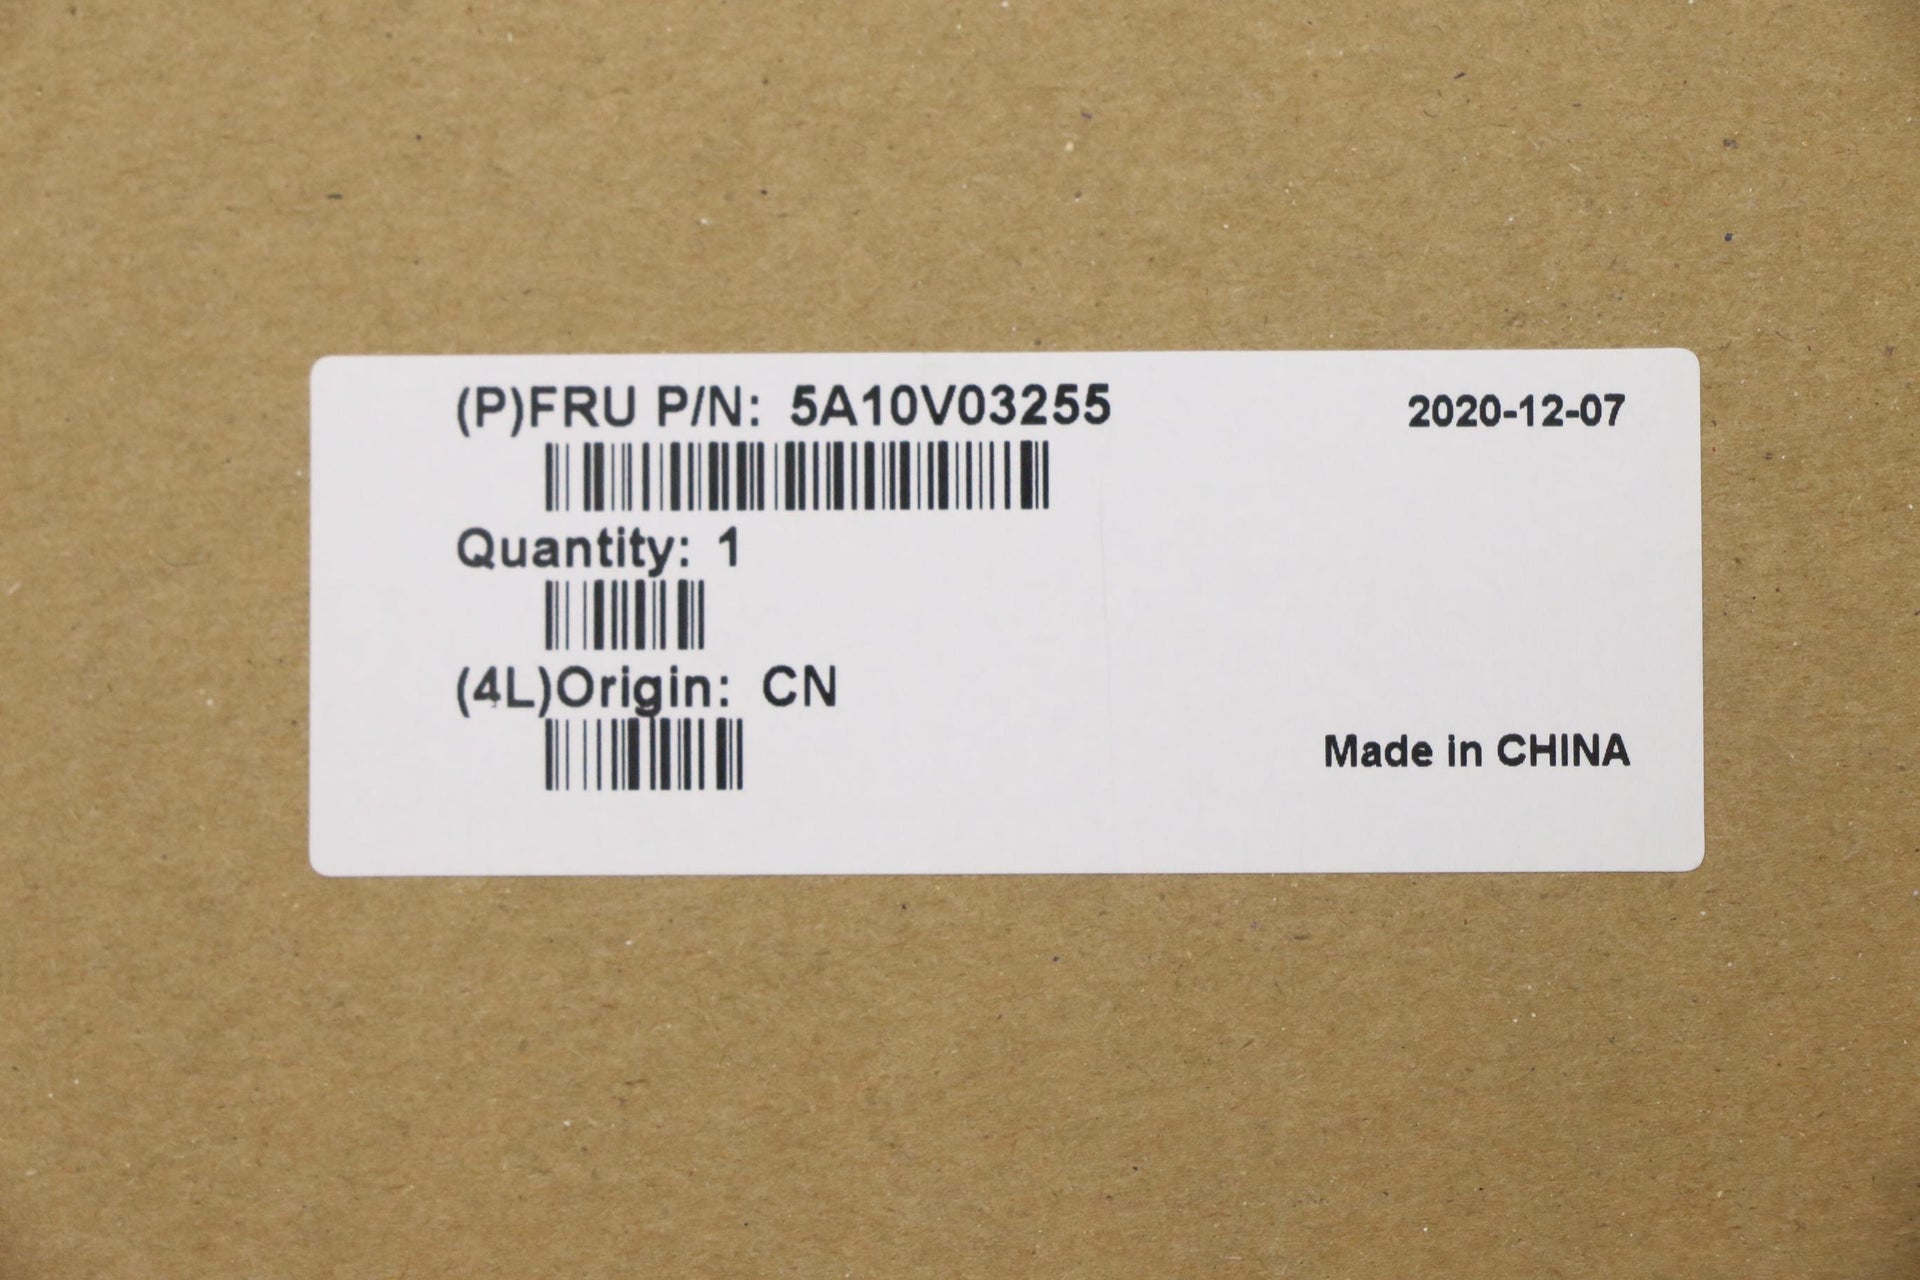 (P)FRU P/N: 5A10V03255
2020-12-07
Quantity: 1
(4L)Origin: CN
Made in CHINA